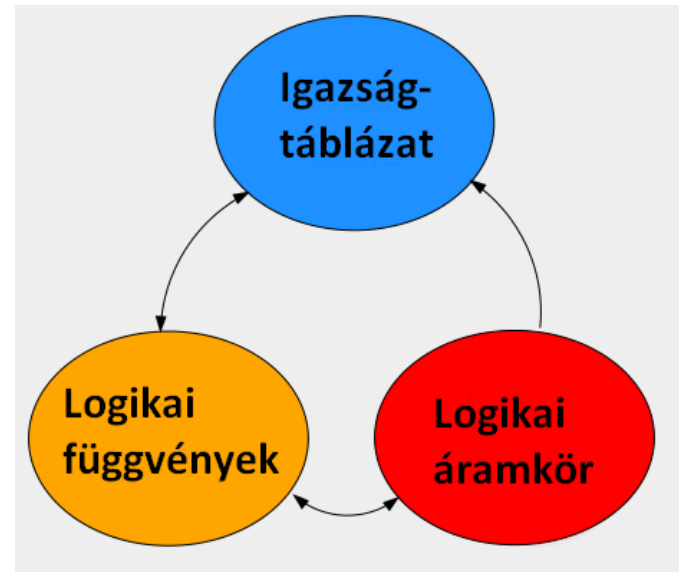 Igazság-
táblázat
Logikai
függvények
Logikai
áramkör